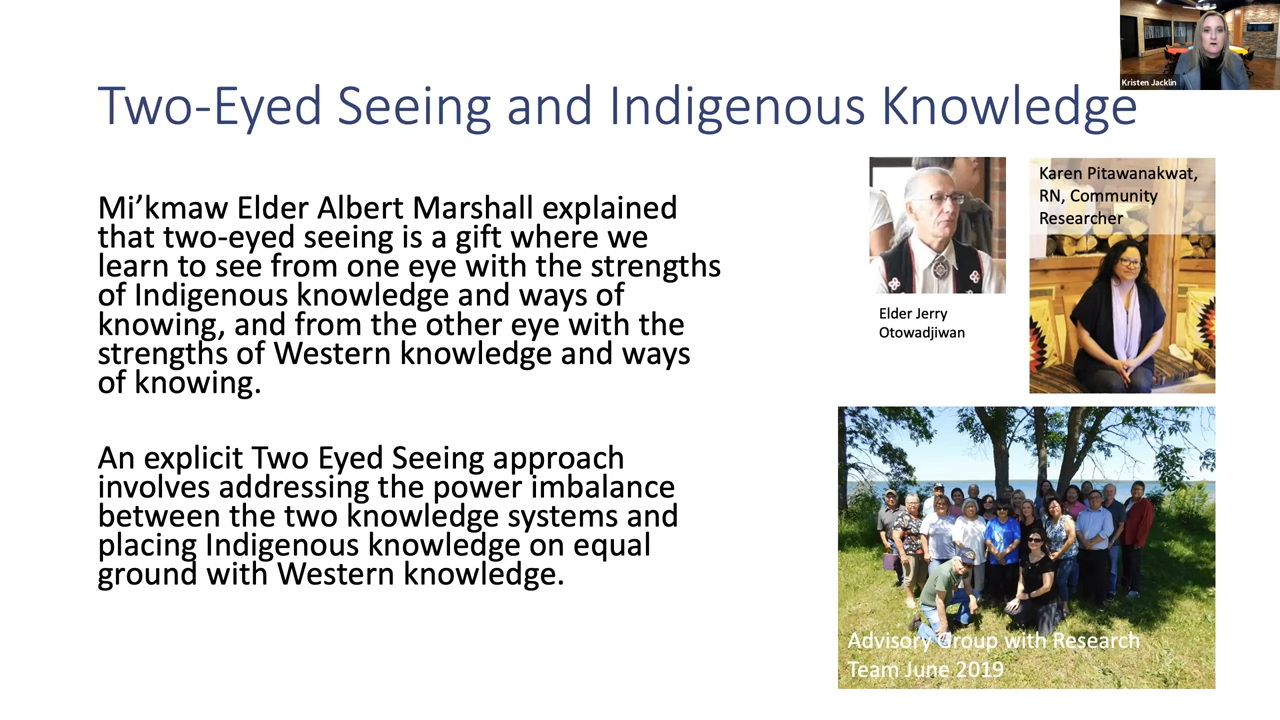 Kristen Jacklin
Two-Eyed Seeing and Indigenous Knowledge
Mi’kmaw Elder Albert Marshall explained
that two-eyed seeing is a gift where we
learn to see from one eye with the strengths
of Indigenous knowledge and ways of
knowing, and from the other eye with the
strengths of Western knowledge and ways
of knowing.
An explicit Two Eyed Seeing approach
involves addressing the power imbalance
between the two knowledge systems and
placing Indigenous knowledge on equal
ground with Western knowledge.
Elder Jerry
Otowadjiwan
Karen Pitawanakwat,
RN, Community
Researcher
Advisory Group with Research
Team June 2019